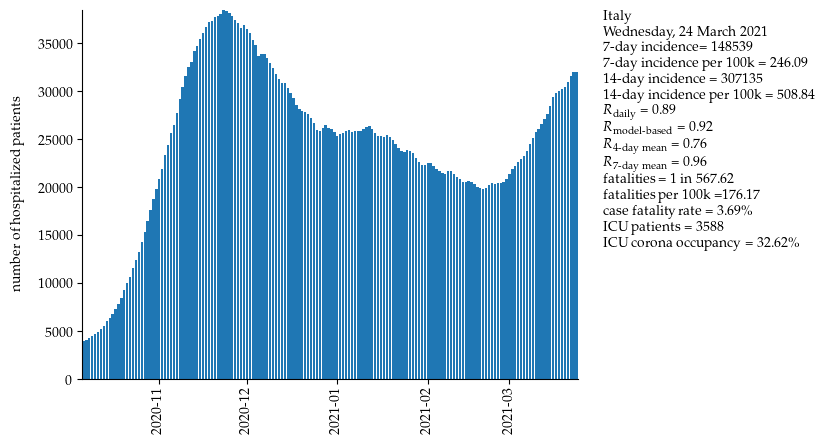 number of hospitalized patients
35000
30000
25000
20000
15000
10000
5000
0
2020-11
2020-12
2021-01
2021-02
2021-03
Italy
Wednesday, 24 March 2021
7-day incidence= 148539
7-day incidence per 100k = 246.09
14-day incidence = 307135
14-day incidence per 100k = 508.84
R daily = 0.89
R model-based = 0.92
R 4-day mean = 0.76
R 7-day mean = 0.96
fatalities = 1 in 567.62
fatalities per 100k =176.17
case fatality rate = 3.69%
ICU patients = 3588
ICU corona occupancy = 32.62%